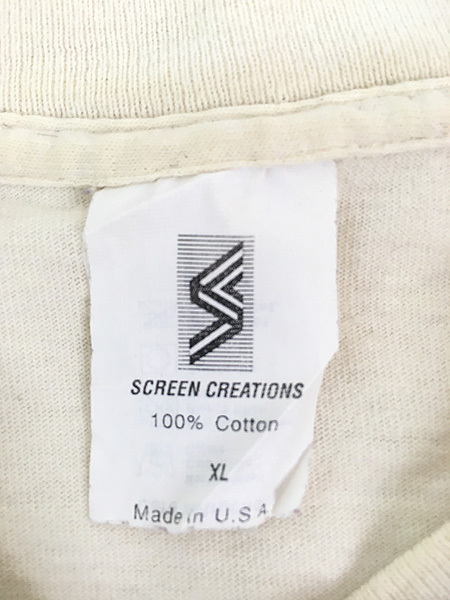 SCREEN CREATIONS
100% Cotton
XL
Made in U.S.A